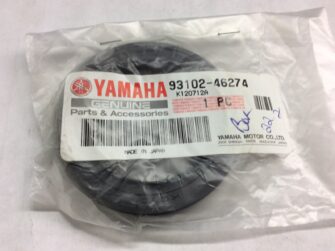 YAMAHA 93102-46274
K120712A
GENUINE
1 PC
Parts & Accessories
YAMAHA MOTOR CO.,LTD.
MADE IN JAPAN